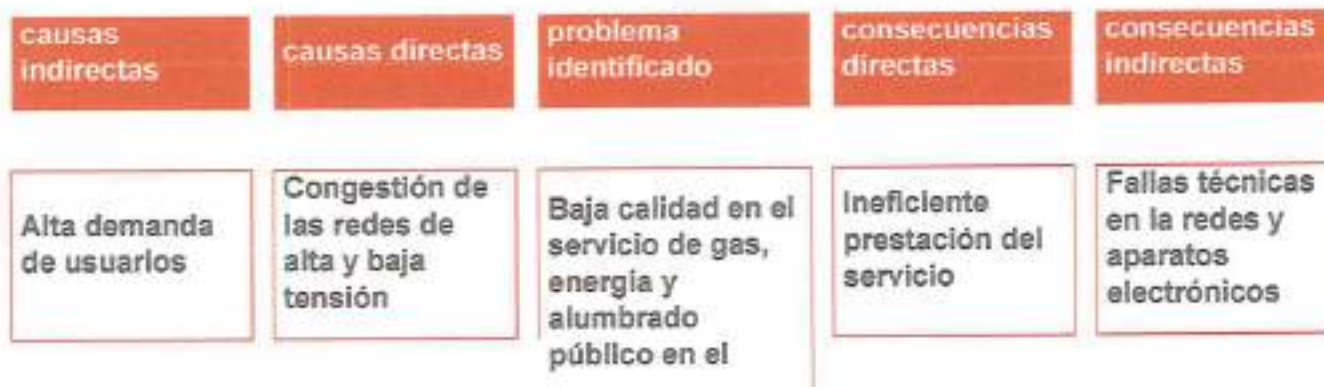 causas
indirectas
causas directas
problema
identificado
consecuencias
directas
consecuencias
indirectas
Alta demanda
de usuarios
Congestión de
las redes de
alta y baja
tensión
Baja calidad en el
servicio de gas,
energía y
alumbrado
público en el
Ineficiente
prestación del
servicio
Fallas técnicas
en la redes y
aparatos
electrónicos